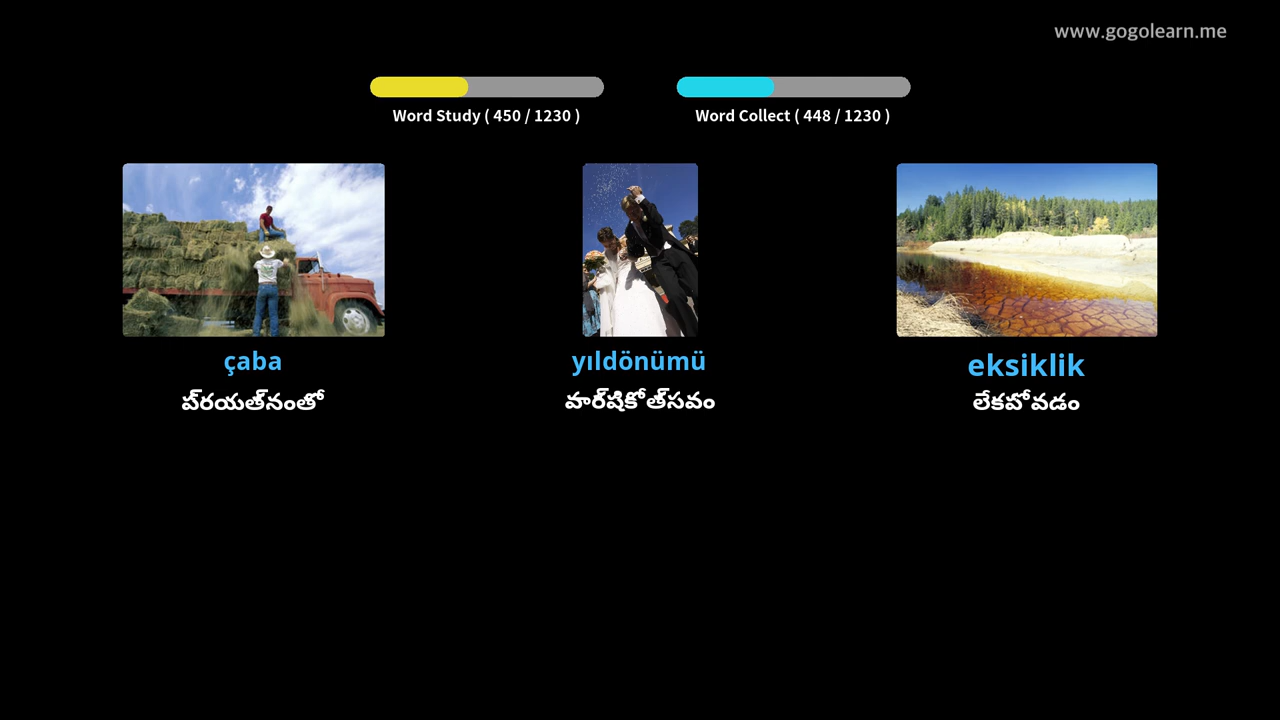 www.gogolearn.me
Word Study ( 450 / 1230 )
Word Collect ( 448 / 1230 )
çaba
yıldönümü
eksiklik
ప్‌రయత్‌నంతో
వార్‌షికోత్‌సవం
లేకపోవడం